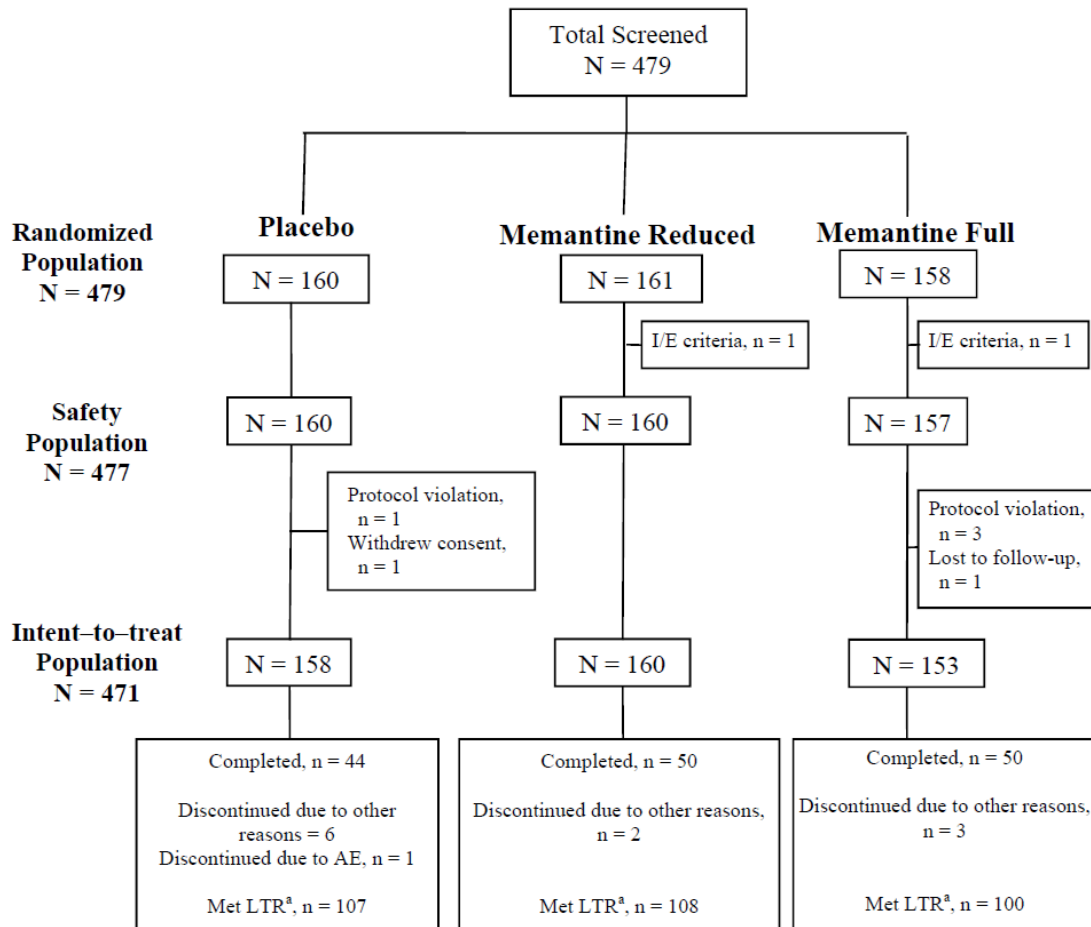 Total Screened
N = 479
Randomized
Population
N = 479
Placebo
Memantine Reduced
Memantine Full
N = 160
N = 161
N = 158
I/E criteria, n = 1
I/E criteria, n = 1
Safety
Population
N = 477
N = 160
N = 160
N = 157
Protocol violation,
n = 1
Withdrew consent,
n = 1
Protocol violation,
n = 3
Lost to follow-up,
n = 1
Intent–to–treat
Population
N = 471
N = 158
N = 160
N = 153
Completed, n = 44
Discontinued due to other
reasons = 6
Discontinued due to AE, n = 1
Met LTRᵃ, n = 107
Completed, n = 50
Discontinued due to other reasons,
n = 2
Met LTRᵃ, n = 108
Completed, n = 50
Discontinued due to other reasons,
n = 3
Met LTRᵃ, n = 100